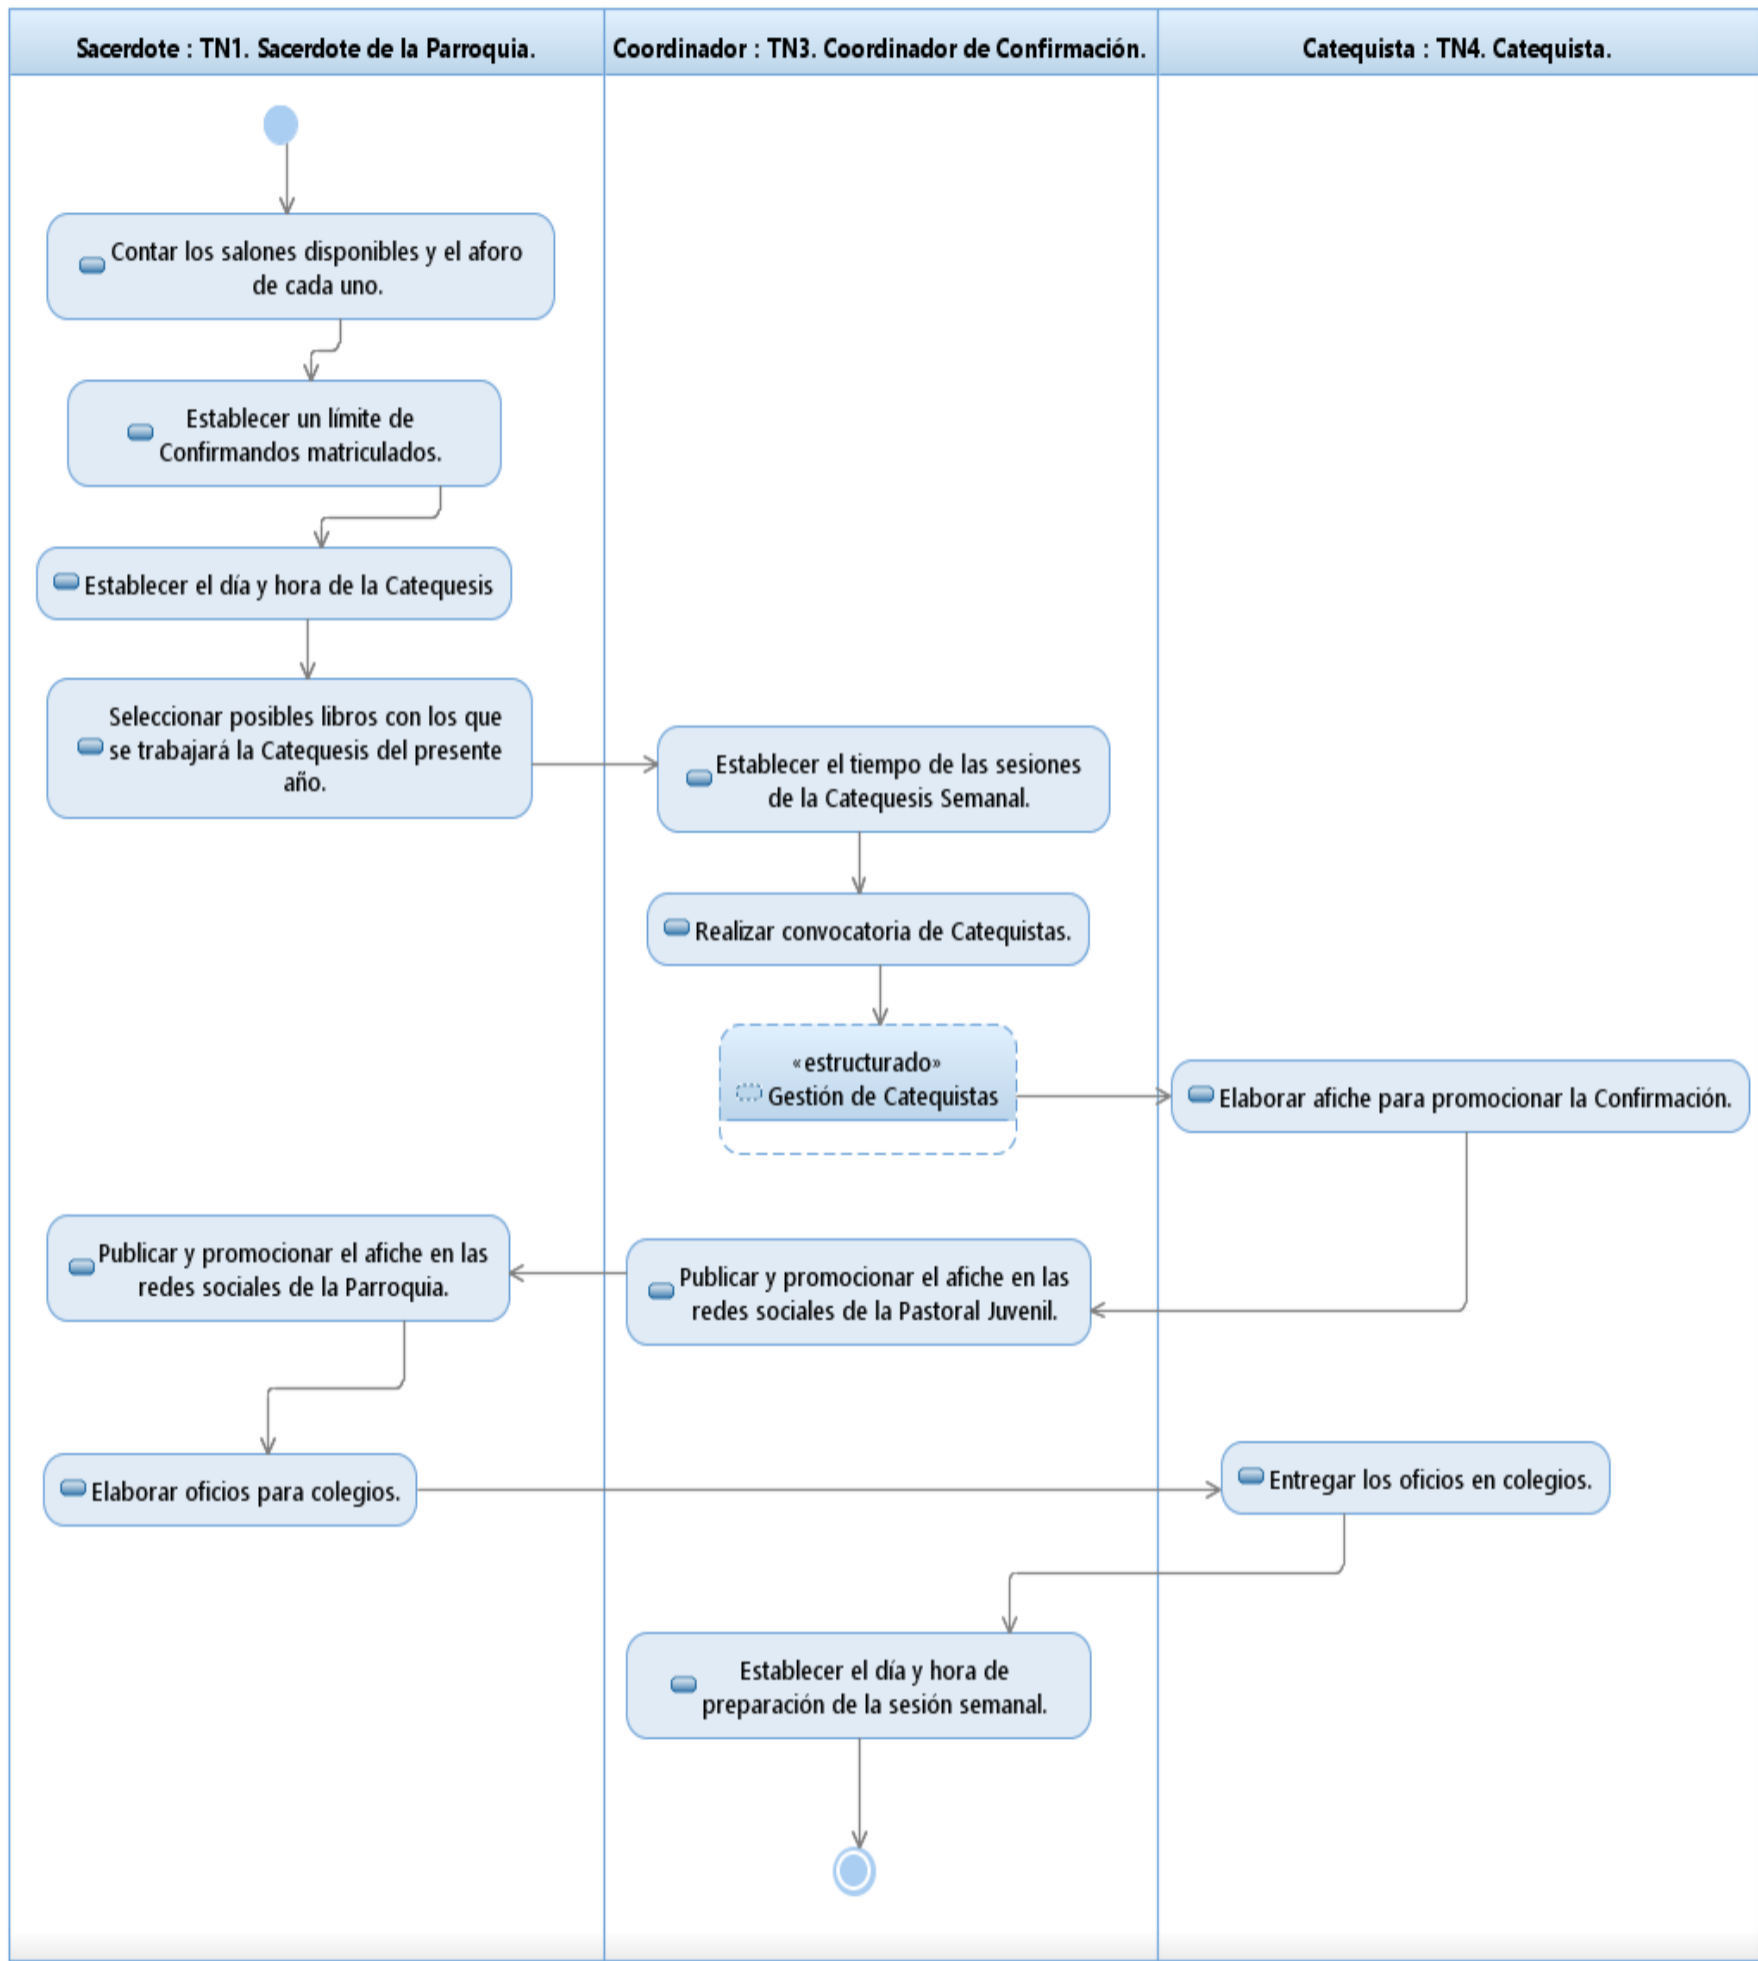 Sacerdote : TN1. Sacerdote de la Parroquia.
Coordinador : TN3. Coordinador de Confirmación.
Catequista : TN4. Catequista.
Contar los salones disponibles y el aforo
de cada uno.
Establecer un límite de
Confirmandos matriculados.
Establecer el día y hora de la Catequesis
Seleccionar posibles libros con los que
se trabajará la Catequesis del presente
año.
Establecer el tiempo de las sesiones
de la Catequesis Semanal.
Realizar convocatoria de Catequistas.
«estructurado»
Gestión de Catequistas
Elaborar afiche para promocionar la Confirmación.
Publicar y promocionar el afiche en las
redes sociales de la Pastoral Juvenil.
Publicar y promocionar el afiche en las
redes sociales de la Parroquia.
Elaborar oficios para colegios.
Entregar los oficios en colegios.
Establecer el día y hora de
preparación de la sesión semanal.